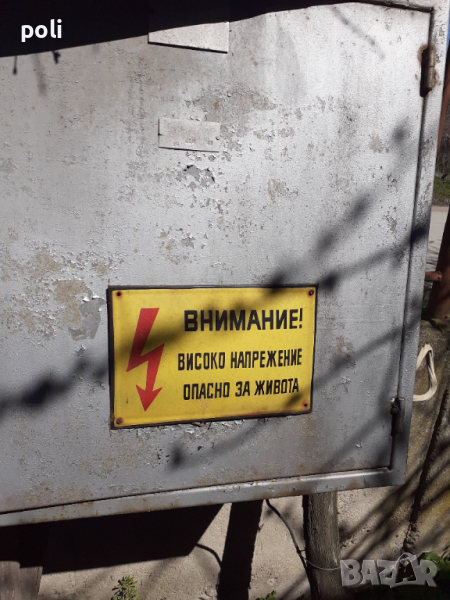 poli
ВНИМАНИЕ!
ВИСОКО НАПРЕЖЕНИЕ
ОПАСНО ЗА ЖИВОТА
BAZAR